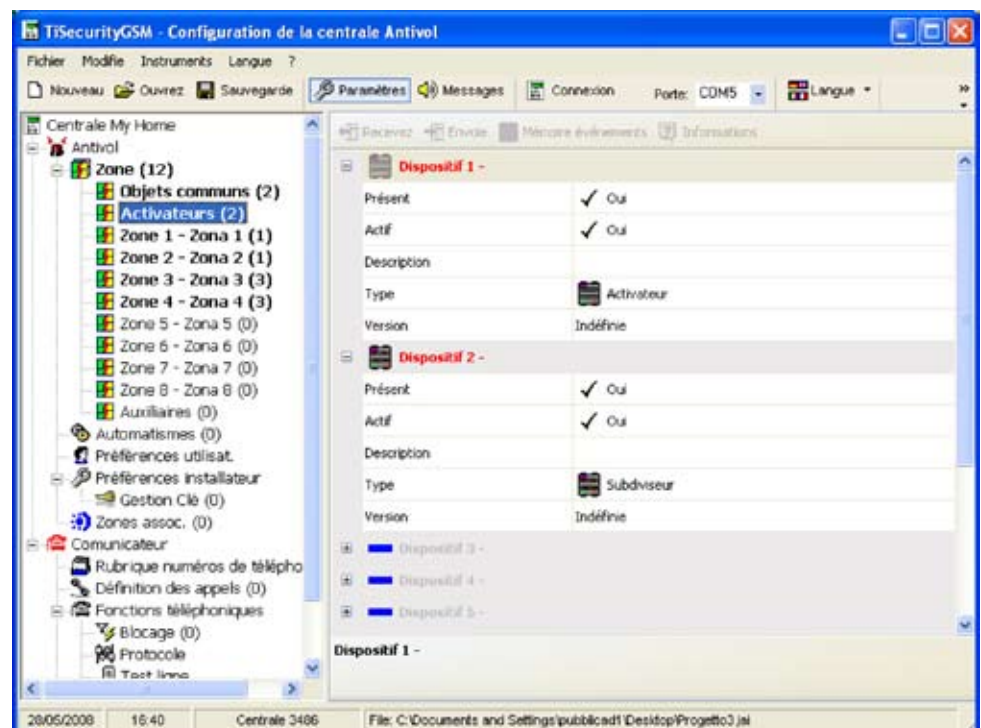 TiSecurityGSM - Configuration de la centrale Antivol
Fichier Modifie Instruments Langue ?
Nouveau Ouvrez Sauvegarde Paramètres Messages Connexion Porte: COM5 Langue
Centrale My Home
Antivol
Zone (12)
Objets communs (2)
Activateurs (2)
Zone 1 - Zona 1 (1)
Zone 2 - Zona 2 (1)
Zone 3 - Zona 3 (3)
Zone 4 - Zona 4 (3)
Zone 5 - Zona 5 (0)
Zone 6 - Zona 6 (0)
Zone 7 - Zona 7 (0)
Zone 8 - Zona 8 (0)
Auxiliaires (0)
Automatismes (0)
Préférences utilisat.
Préférences installateur
Gestion Clé (0)
Zones assoc. (0)
Comunicateur
Rubrique numéros de télépho
Définition des appels (0)
Fonctions téléphoniques
Blocage (0)
Protocole
Test ligne
Recevez Envoie Mémoire événements Informations
Dispositif 1 -
Présent Oui
Actif Oui
Description
Type Activateur
Version Indéfinie
Dispositif 2 -
Présent Oui
Actif Oui
Description
Type Subdiviseur
Version Indéfinie
Dispositif 3 -
Dispositif 4 -
Dispositif 5 -
Dispositif 1 -
28/05/2008 16:40 Centrale 3486 File: C:\Documents and Settings\pubblicad1\Desktop\Progetto3.jai